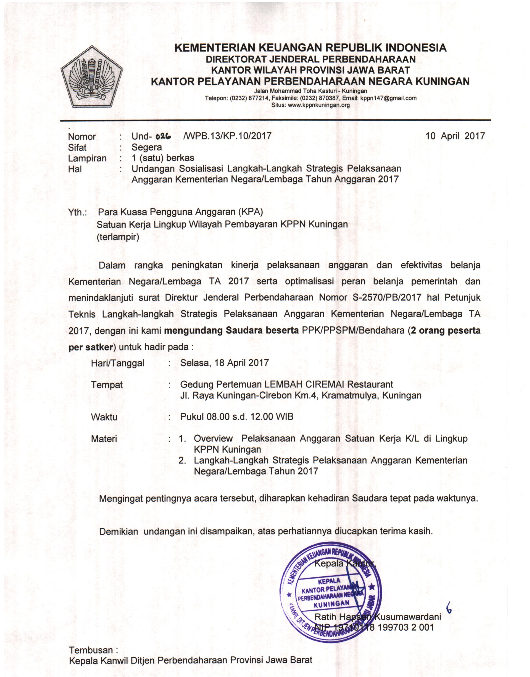 KEMENTERIAN KEUANGAN REPUBLIK INDONESIA
DIREKTORAT JENDERAL PERBENDAHARAAN
KANTOR WILAYAH PROVINSI JAWA BARAT
KANTOR PELAYANAN PERBENDAHARAAN NEGARA KUNINGAN
Jalan Mohammad Toha Kasturi - Kuningan
Telepon: (0232) 877214, Faksimile: (0232) 870387, Email: kppn147@gmail.com
Situs: www.kppnkuningan.org
Nomor : Und- 026 /WPB.13/KP.10/2017 10 April 2017
Sifat : Segera
Lampiran : 1 (satu) berkas
Hal : Undangan Sosialisasi Langkah-Langkah Strategis Pelaksanaan
Anggaran Kementerian Negara/Lembaga Tahun Anggaran 2017
Yth.: Para Kuasa Pengguna Anggaran (KPA)
Satuan Kerja Lingkup Wilayah Pembayaran KPPN Kuningan
(terlampir)
Dalam rangka peningkatan kinerja pelaksanaan anggaran dan efektivitas belanja
Kementerian Negara/Lembaga TA 2017 serta optimalisasi peran belanja pemerintah dan
menindaklanjuti surat Direktur Jenderal Perbendaharaan Nomor S-2570/PB/2017 hal Petunjuk
Teknis Langkah-langkah Strategis Pelaksanaan Anggaran Kementerian Negara/Lembaga TA
2017, dengan ini kami mengundang Saudara beserta PPK/PPSPM/Bendahara (2 orang peserta
per satker) untuk hadir pada :
Hari/Tanggal : Selasa, 18 April 2017
Tempat : Gedung Pertemuan LEMBAH CIREMAI Restaurant
Jl. Raya Kuningan-Cirebon Km.4, Kramatmulya, Kuningan
Waktu : Pukul 08.00 s.d. 12.00 WIB
Materi : 1. Overview Pelaksanaan Anggaran Satuan Kerja K/L di Lingkup
KPPN Kuningan
2. Langkah-Langkah Strategis Pelaksanaan Anggaran Kementerian
Negara/Lembaga Tahun 2017
Mengingat pentingnya acara tersebut, diharapkan kehadiran Saudara tepat pada waktunya.
Demikian undangan ini disampaikan, atas perhatiannya diucapkan terima kasih.
KEMENTERIAN KEUANGAN REPUBLIK
Kepala Kantor,
KEPALA
KANTOR PELAYANAN
PERBENDAHARAAN NEGARA
KUNINGAN
Ratih Kusumawardani
NIP 199703 2 001
Tembusan :
Kepala Kanwil Ditjen Perbendaharaan Provinsi Jawa Barat